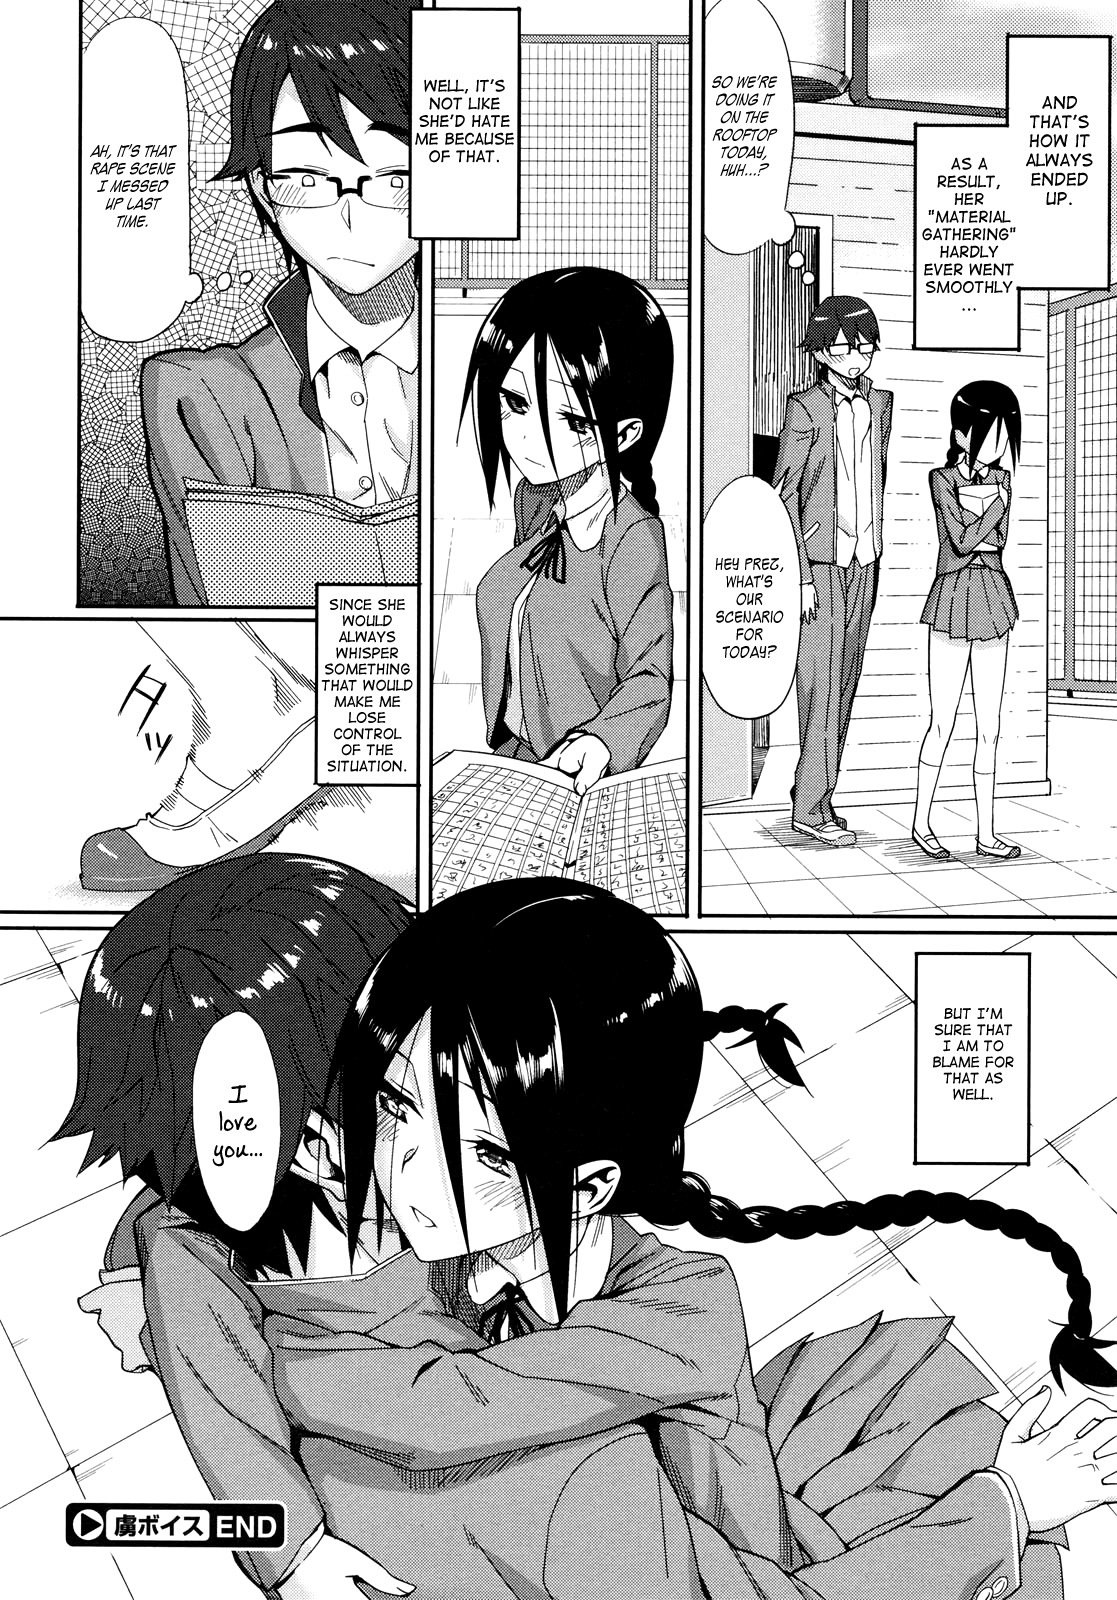 AND
THAT'S
HOW IT
ALWAYS
ENDED
UP.
AS A
RESULT,
HER
"MATERIAL
GATHERING"
HARDLY
EVER WENT
SMOOTHLY
...
SO WE'RE
DOING IT
ON THE
ROOFTOP
TODAY,
HUH...?
HEY PREZ,
WHAT'S
OUR
SCENARIO
FOR
TODAY?
WELL, IT'S
NOT LIKE
SHE'D HATE
ME BECAUSE
OF THAT.
AH, IT'S THAT
RAPE SCENE
I MESSED
UP LAST
TIME.
SINCE SHE
WOULD
ALWAYS
WHISPER
SOMETHING
THAT WOULD
MAKE ME
LOSE
CONTROL
OF THE
SITUATION.
BUT I'M
SURE THAT
I AM TO
BLAME FOR
THAT AS
WELL.
I
love
you...
虜ボイス END